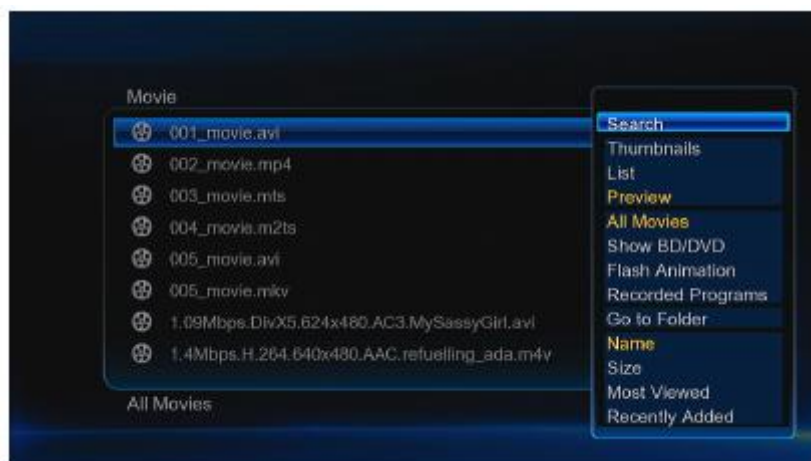 Movie
001_movie.avi
002_movie.mp4
003_movie.mts
004_movie.m2ts
005_movie.avi
005_movie.mkv
1.09Mbps.DivX5.624x480.AC3.MySassyGirl.avi
1.4Mbps.H.264.640x480.AAC.refuelling_ada.m4v
All Movies
Search
Thumbnails
List
Preview
All Movies
Show BD/DVD
Flash Animation
Recorded Programs
Go to Folder
Name
Size
Most Viewed
Recently Added